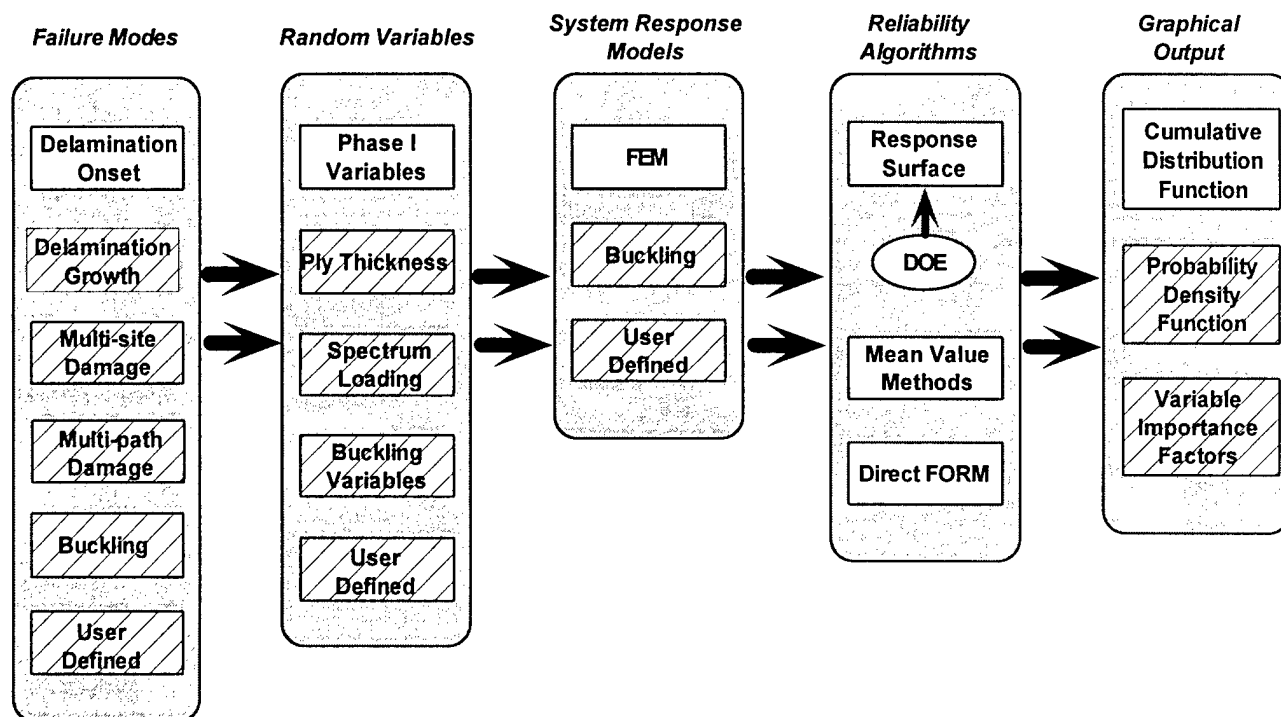 Failure Modes
Random Variables
System Response
Models
Reliability
Algorithms
Graphical
Output
Delamination
Onset
Delamination
Growth
Multi-site
Damage
Multi-path
Damage
Buckling
User
Defined
Phase I
Variables
Ply Thickness
Spectrum
Loading
Buckling
Variables
User
Defined
FEM
Buckling
User
Defined
Response
Surface
DOE
Mean Value
Methods
Direct FORM
Cumulative
Distribution
Function
Probability
Density
Function
Variable
Importance
Factors